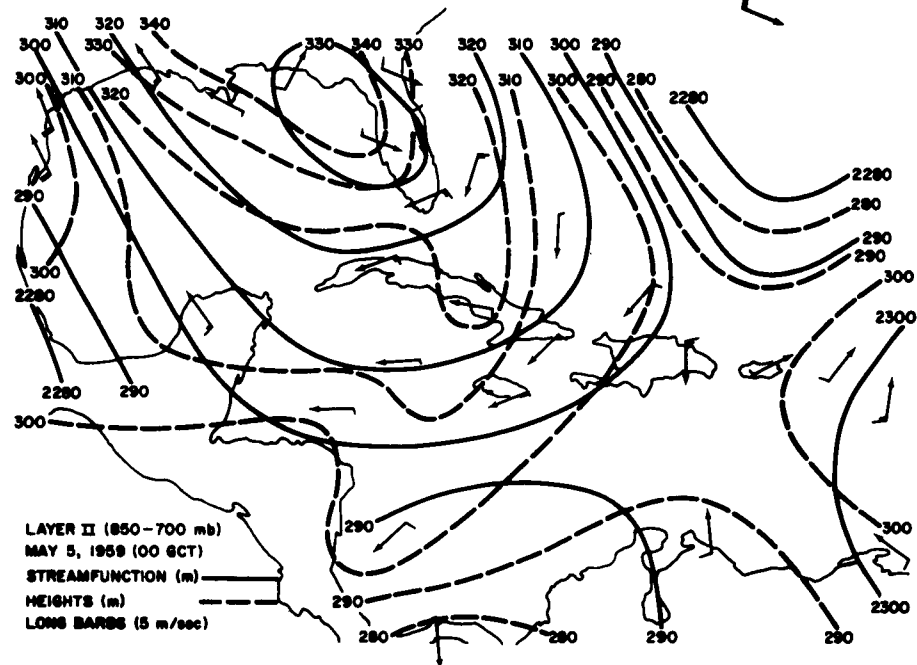 310 320 340
300 330 330 340 330 320 310 300 290
300 310 320 320 310 300 290 280 2280
2280
290 280
290
290
300 300
2280 2300
2280 290
300
290 300
LAYER II (850-700 mb)
MAY 5, 1959 (00 GCT)
STREAMFUNCTION (m)
HEIGHTS (m)
LONG BARBS (5 m/sec)
290 2300
280 280 290 290